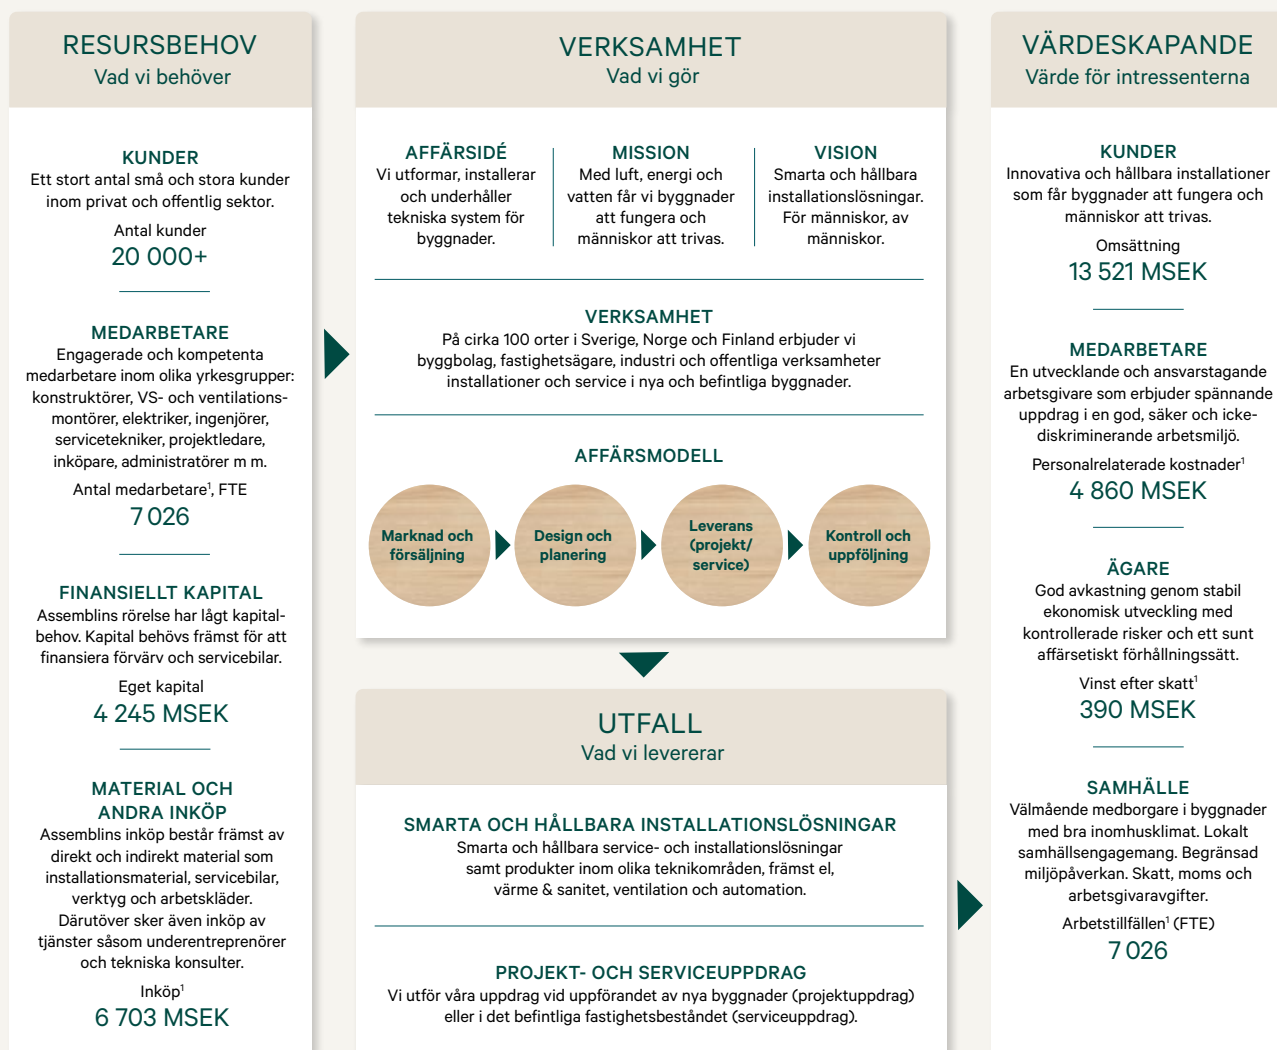 RESURSBEHOV
Vad vi behöver
KUNDER
Ett stort antal små och stora kunder
inom privat och offentlig sektor.
Antal kunder
20 000+
MEDARBETARE
Engagerade och kompetenta
medarbetare inom olika yrkesgrupper:
konstruktörer, VS- och ventilations-
montörer, elektriker, ingenjörer,
servicetekniker, projektledare,
inköpare, administratörer m m.
Antal medarbetare¹, FTE
7 026
FINANSIELLT KAPITAL
Assemblins rörelse har lågt kapital-
behov. Kapital behövs främst för att
finansiera förvärv och servicebilar.
Eget kapital
4 245 MSEK
MATERIAL OCH
ANDRA INKÖP
Assemblins inköp består främst av
direkt och indirekt material som
installationsmaterial, servicebilar,
verktyg och arbetskläder.
Därutöver sker även inköp av
tjänster såsom underentreprenörer
och tekniska konsulter.
Inköp¹
6 703 MSEK
VERKSAMHET
Vad vi gör
AFFÄRSIDÉ
Vi utformar, installerar
och underhåller
tekniska system för
byggnader.
MISSION
Med luft, energi och
vatten får vi byggnader
att fungera och
människor att trivas.
VISION
Smarta och hållbara
installationslösningar.
För människor, av
människor.
VERKSAMHET
På cirka 100 orter i Sverige, Norge och Finland erbjuder vi
byggbolag, fastighetsägare, industri och offentliga verksamheter
installationer och service i nya och befintliga byggnader.
AFFÄRSMODELL
Marknad och
försäljning
Design och
planering
Leverans
(projekt/
service)
Kontroll och
uppföljning
UTFALL
Vad vi levererar
SMARTA OCH HÅLLBARA INSTALLATIONSLÖSNINGAR
Smarta och hållbara service- och installationslösningar
samt produkter inom olika teknikområden, främst el,
värme & sanitet, ventilation och automation.
PROJEKT- OCH SERVICEUPPDRAG
Vi utför våra uppdrag vid uppförandet av nya byggnader (projektuppdrag)
eller i det befintliga fastighetsbeståndet (serviceuppdrag).
VÄRDESKAPANDE
Värde för intressenterna
KUNDER
Innovativa och hållbara installationer
som får byggnader att fungera och
människor att trivas.
Omsättning
13 521 MSEK
MEDARBETARE
En utvecklande och ansvarstagande
arbetsgivare som erbjuder spännande
uppdrag i en god, säker och icke-
diskriminerande arbetsmiljö.
Personalrelaterade kostnader¹
4 860 MSEK
ÄGARE
God avkastning genom stabil
ekonomisk utveckling med
kontrollerade risker och ett sunt
affärsetiskt förhållningssätt.
Vinst efter skatt¹
390 MSEK
SAMHÄLLE
Välmående medborgare i byggnader
med bra inomhusklimat. Lokalt
samhällsengagemang. Begränsad
miljöpåverkan. Skatt, moms och
arbetsgivaravgifter.
Arbetstillfällen¹ (FTE)
7 026